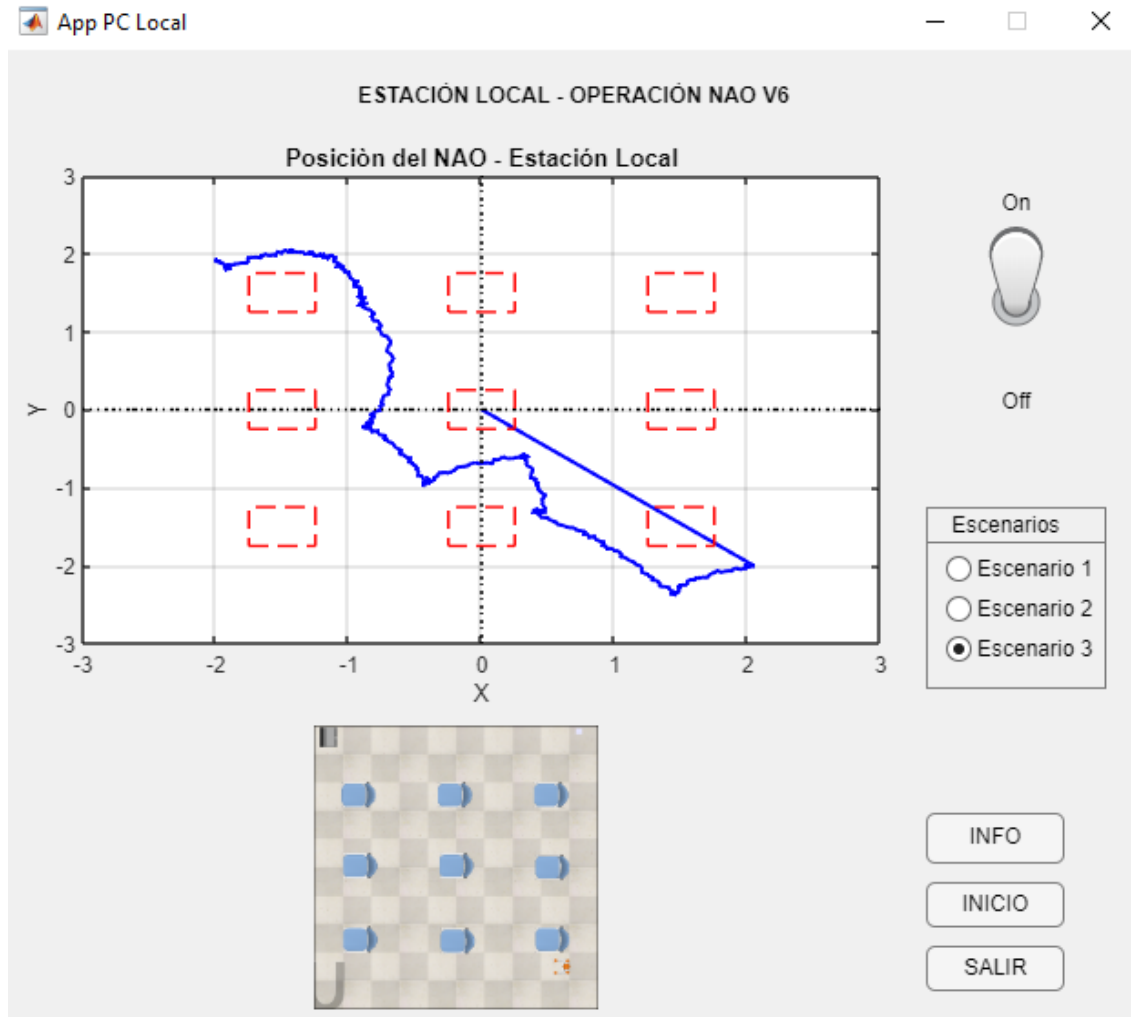 App PC Local
ESTACIÓN LOCAL - OPERACIÓN NAO V6
Posiciòn del NAO - Estación Local
3
2
1
0
-1
-2
-3
Y
-3 -2 -1 0 1 2 3
X
On
Off
Escenarios
Escenario 1
Escenario 2
Escenario 3
INFO
INICIO
SALIR